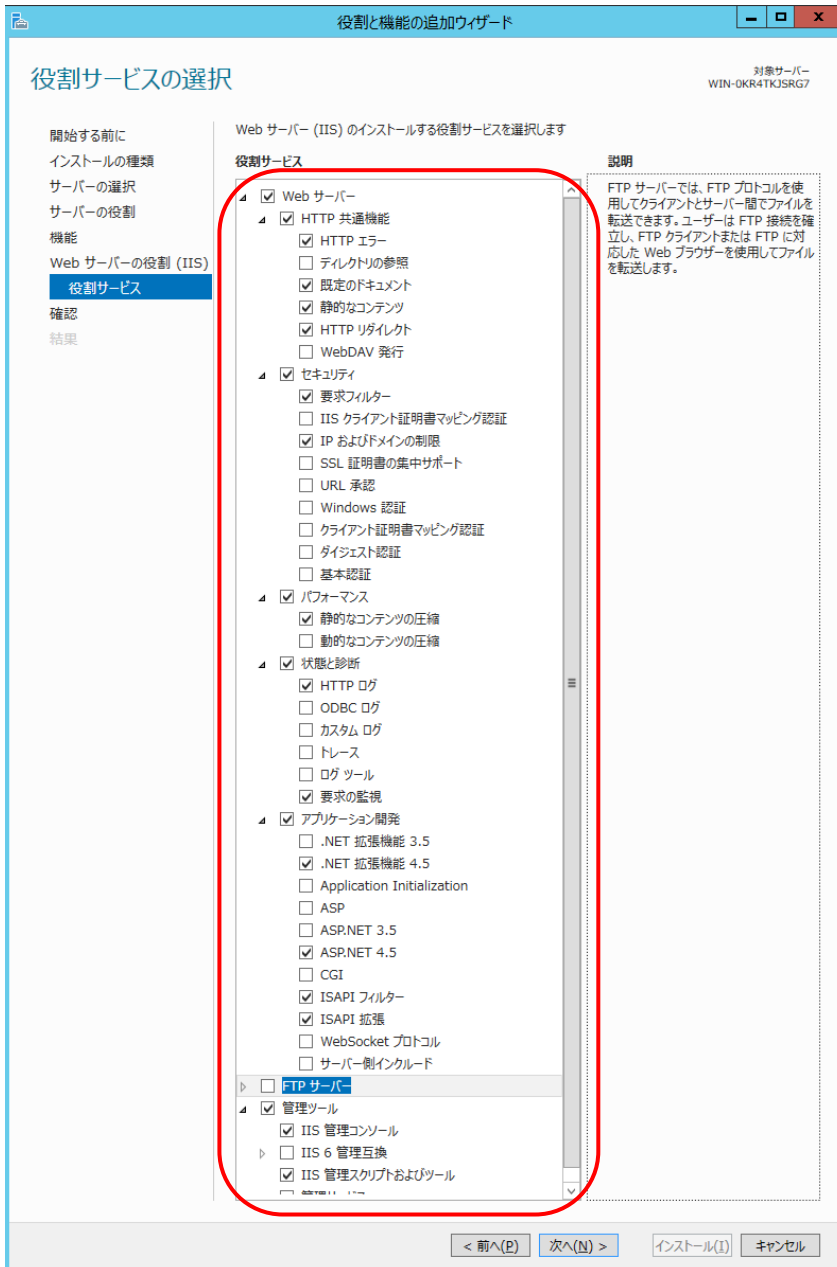 役割と機能の追加ウィザード
役割サービスの選択
対象サーバー
WIN-0KR4TKJSRG7
開始する前に
インストールの種類
サーバーの選択
サーバーの役割
機能
Web サーバーの役割 (IIS)
役割サービス
確認
結果
Web サーバー (IIS) のインストールする役割サービスを選択します
役割サービス
Web サーバー
HTTP 共通機能
HTTP エラー
ディレクトリの参照
既定のドキュメント
静的なコンテンツ
HTTP リダイレクト
WebDAV 発行
セキュリティ
要求フィルター
IIS クライアント証明書マッピング認証
IP およびドメインの制限
SSL 証明書の集中サポート
URL 承認
Windows 認証
クライアント証明書マッピング認証
ダイジェスト認証
基本認証
パフォーマンス
静的なコンテンツの圧縮
動的なコンテンツの圧縮
状態と診断
HTTP ログ
ODBC ログ
カスタム ログ
トレース
ログ ツール
要求の監視
アプリケーション開発
.NET 拡張機能 3.5
.NET 拡張機能 4.5
Application Initialization
ASP
ASP.NET 3.5
ASP.NET 4.5
CGI
ISAPI フィルター
ISAPI 拡張
WebSocket プロトコル
サーバー側インクルード
FTP サーバー
管理ツール
IIS 管理コンソール
IIS 6 管理互換
IIS 管理スクリプトおよびツール
説明
FTP サーバーでは、FTP プロトコルを使
用してクライアントとサーバー間でファイルを
転送できます。ユーザーは FTP 接続を確
立し、FTP クライアントまたは FTP に対
応した Web ブラウザーを使用してファイル
を転送します。
< 前へ(P)
次へ(N) >
インストール(I)
キャンセル